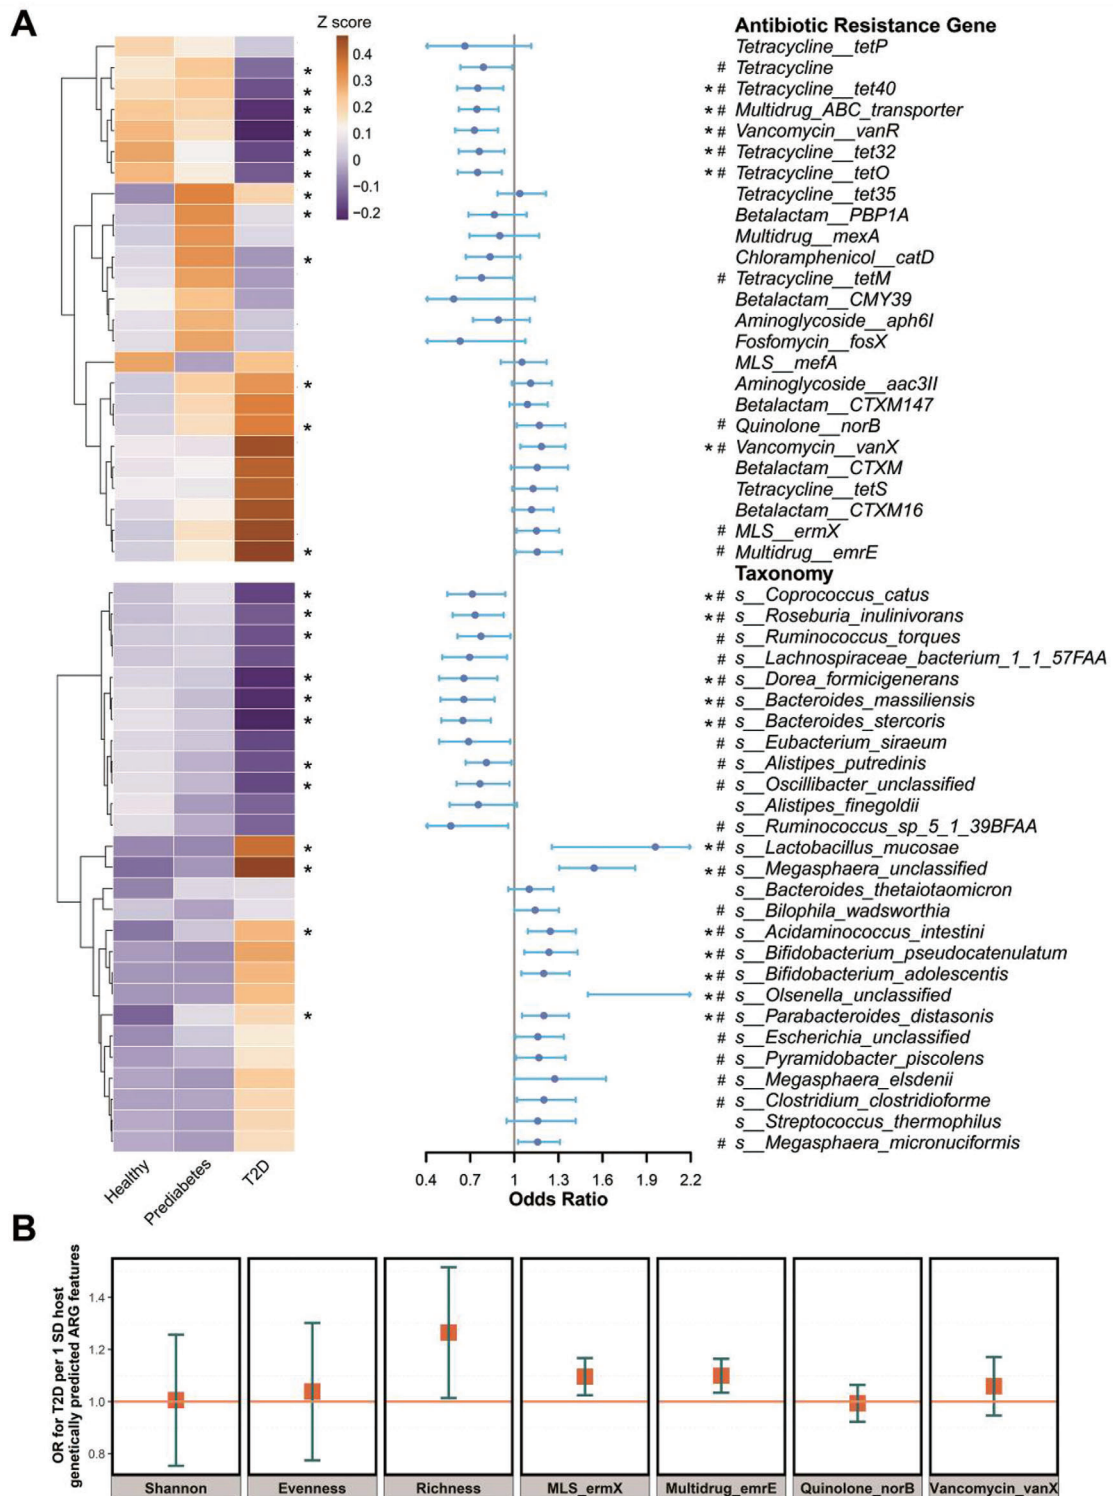 A
Z score
0.4
0.3
0.2
0.1
0
−0.1
−0.2
Antibiotic Resistance Gene
Tetracycline__tetP
* # Tetracycline
* * # Tetracycline__tet40
* * # Multidrug_ABC_transporter
* * # Vancomycin__vanR
* * # Tetracycline__tet32
* * # Tetracycline__tetO
* Tetracycline__tet35
* Betalactam__PBP1A
Multidrug__mexA
* Chloramphenicol__catD
# Tetracycline__tetM
Betalactam__CMY39
Aminoglycoside__aph6I
Fosfomycin__fosX
MLS__mefA
* Aminoglycoside__aac3II
Betalactam__CTXM147
* # Quinolone__norB
* # Vancomycin__vanX
Betalactam__CTXM
Tetracycline__tetS
Betalactam__CTXM16
# MLS__ermX
* # Multidrug__emrE
Taxonomy
* * # s__Coprococcus_catus
* * # s__Roseburia_inulinivorans
* # s__Ruminococcus_torques
# s__Lachnospiraceae_bacterium_1_1_57FAA
* * # s__Dorea_formicigenerans
* * # s__Bacteroides_massiliensis
* * # s__Bacteroides_stercoris
# s__Eubacterium_siraeum
* # s__Alistipes_putredinis
* # s__Oscillibacter_unclassified
s__Alistipes_finegoldii
# s__Ruminococcus_sp_5_1_39BFAA
* * # s__Lactobacillus_mucosae
* * # s__Megasphaera_unclassified
s__Bacteroides_thetaiotaomicron
# s__Bilophila_wadsworthia
* * # s__Acidaminococcus_intestini
* # s__Bifidobacterium_pseudocatenulatum
* # s__Bifidobacterium_adolescentis
* # s__Olsenella_unclassified
* * # s__Parabacteroides_distasonis
# s__Escherichia_unclassified
# s__Pyramidobacter_piscolens
# s__Megasphaera_elsdenii
# s__Clostridium_clostridioforme
s__Streptococcus_thermophilus
# s__Megasphaera_micronuciformis
Healthy
Prediabetes
T2D
0.4 0.7 1 1.3 1.6 1.9 2.2
Odds Ratio
B
OR for T2D per 1 SD host
genetically predicted ARG features
1.4
1.2
1.0
0.8
Shannon
Evenness
Richness
MLS_ermX
Multidrug_emrE
Quinolone_norB
Vancomycin_vanX